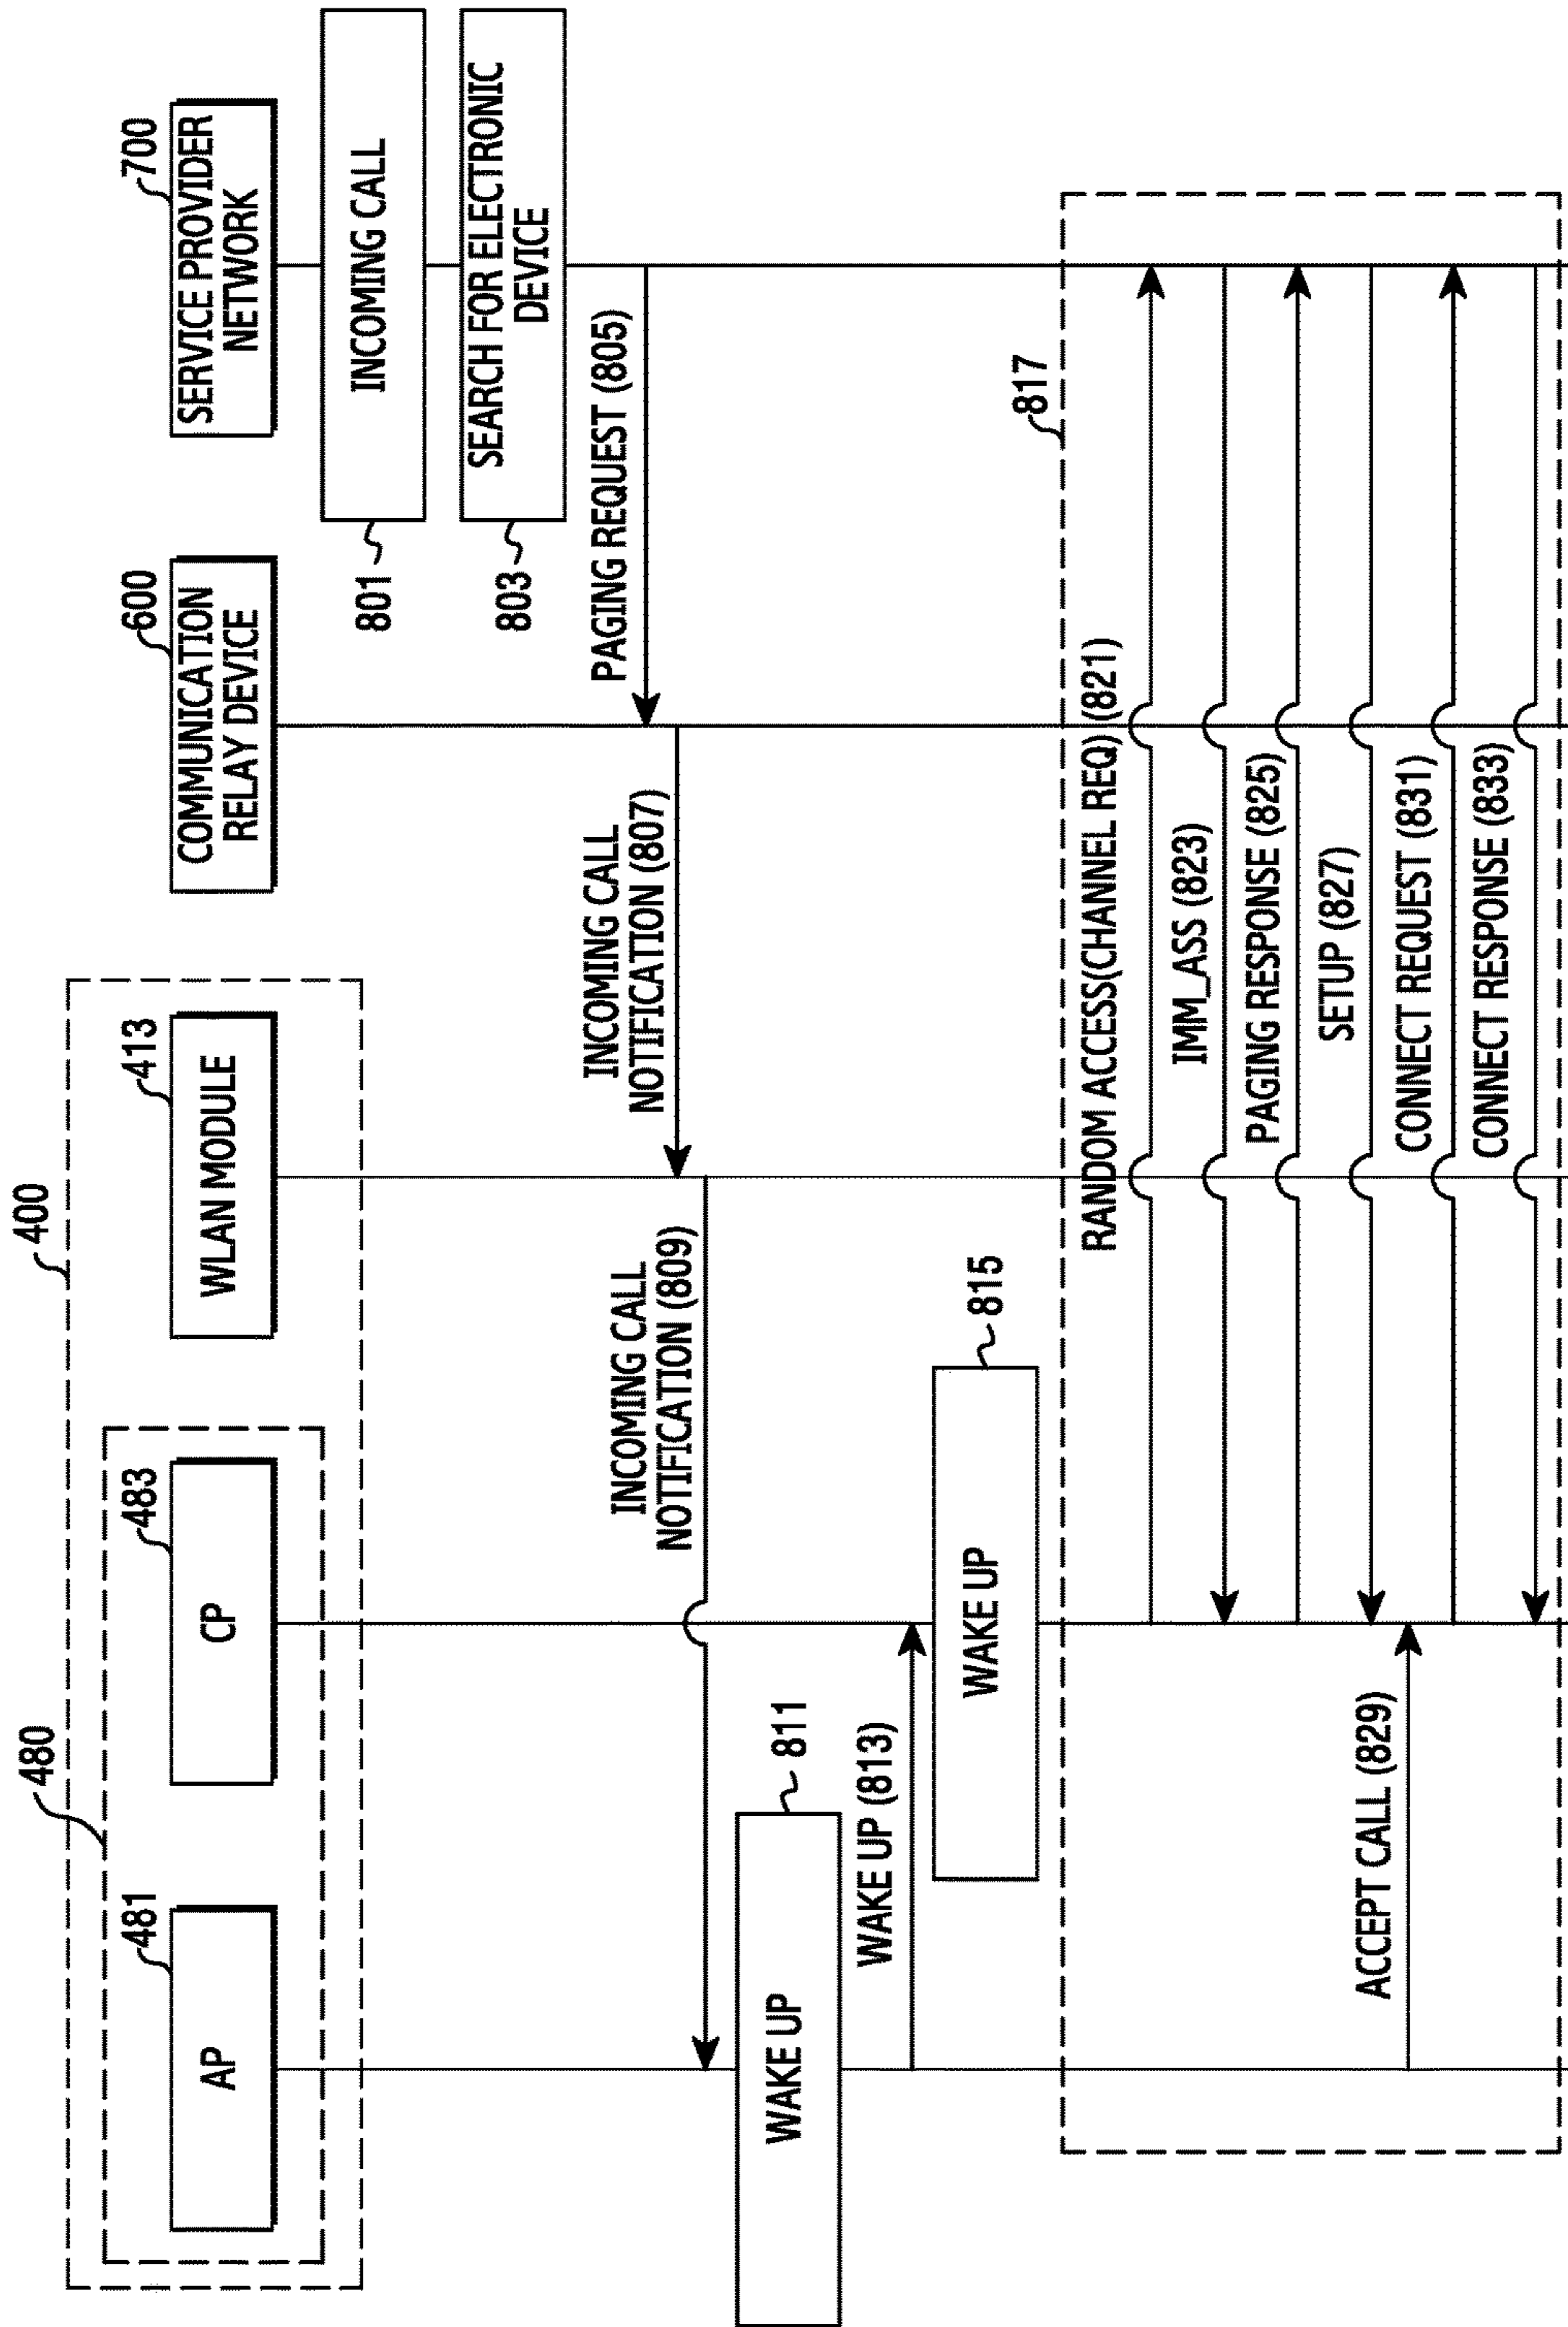 400
480
481
AP
483
CP
413
WLAN MODULE
600
COMMUNICATION
RELAY DEVICE
700
SERVICE PROVIDER
NETWORK
801
INCOMING CALL
803
SEARCH FOR ELECTRONIC
DEVICE
PAGING REQUEST (805)
INCOMING CALL
NOTIFICATION (807)
INCOMING CALL
NOTIFICATION (809)
WAKE UP
811
WAKE UP (813)
WAKE UP
815
817
RANDOM ACCESS(CHANNEL REQ) (821)
IMM_ASS (823)
PAGING RESPONSE (825)
SETUP (827)
ACCEPT CALL (829)
CONNECT REQUEST (831)
CONNECT RESPONSE (833)